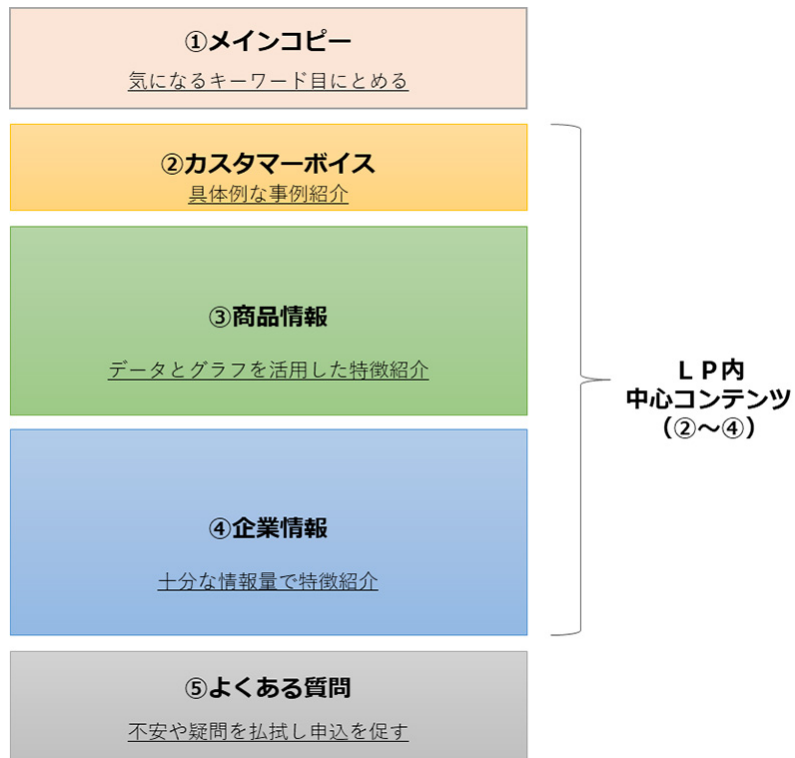 ①メインコピー
気になるキーワード目にとめる
②カスタマーボイス
具体例な事例紹介
③商品情報
データとグラフを活用した特徴紹介
④企業情報
十分な情報量で特徴紹介
⑤よくある質問
不安や疑問を払拭し申込を促す
ＬＰ内
中心コンテンツ
（②～④）